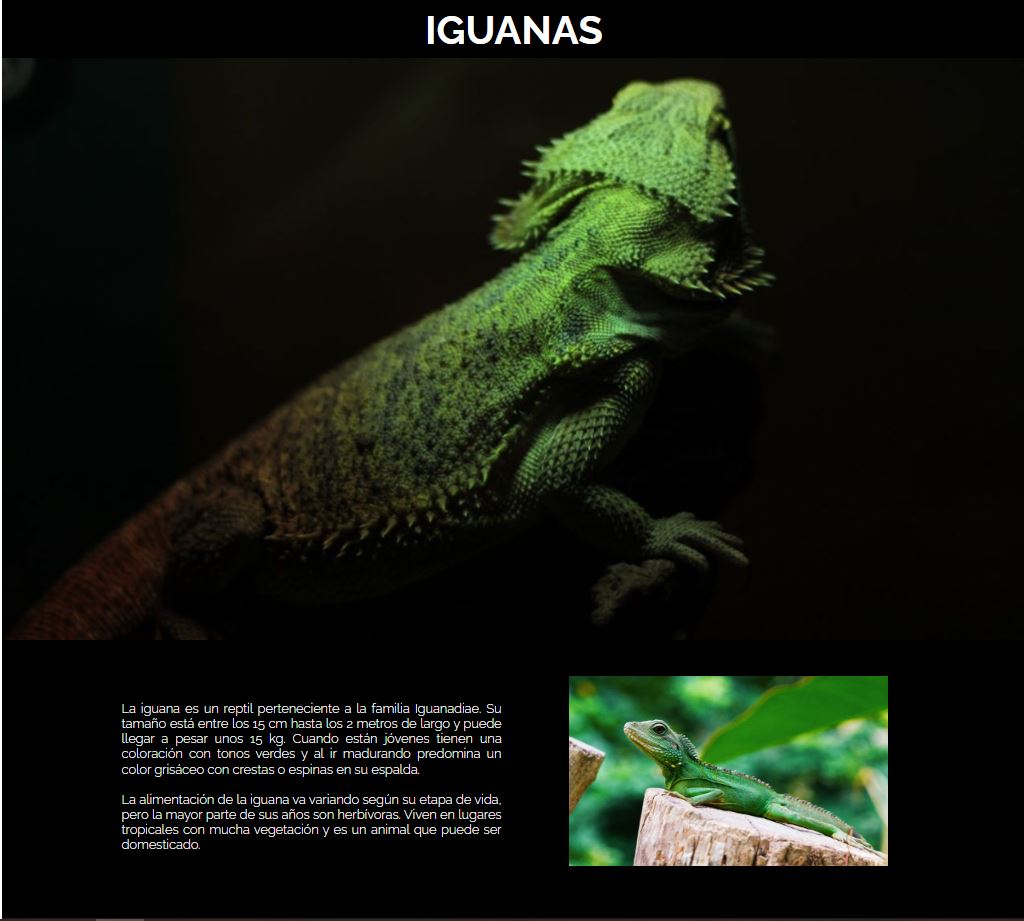 IGUANAS
La iguana es un reptil perteneciente a la familia Iguanadiae. Su
tamaño está entre los 15 cm hasta los 2 metros de largo y puede
llegar a pesar unos 15 kg. Cuando están jóvenes tienen una
coloración con tonos verdes y al ir madurando predomina un
color grisáceo con crestas o espinas en su espalda.
La alimentación de la iguana va variando según su etapa de vida,
pero la mayor parte de sus años son herbívoras. Viven en lugares
tropicales con mucha vegetación y es un animal que puede ser
domesticado.